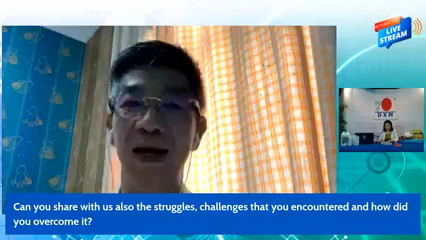 LIVE
STREAM
DXN
Can you share with us also the struggles, challenges that you encountered and how did
you overcome it?